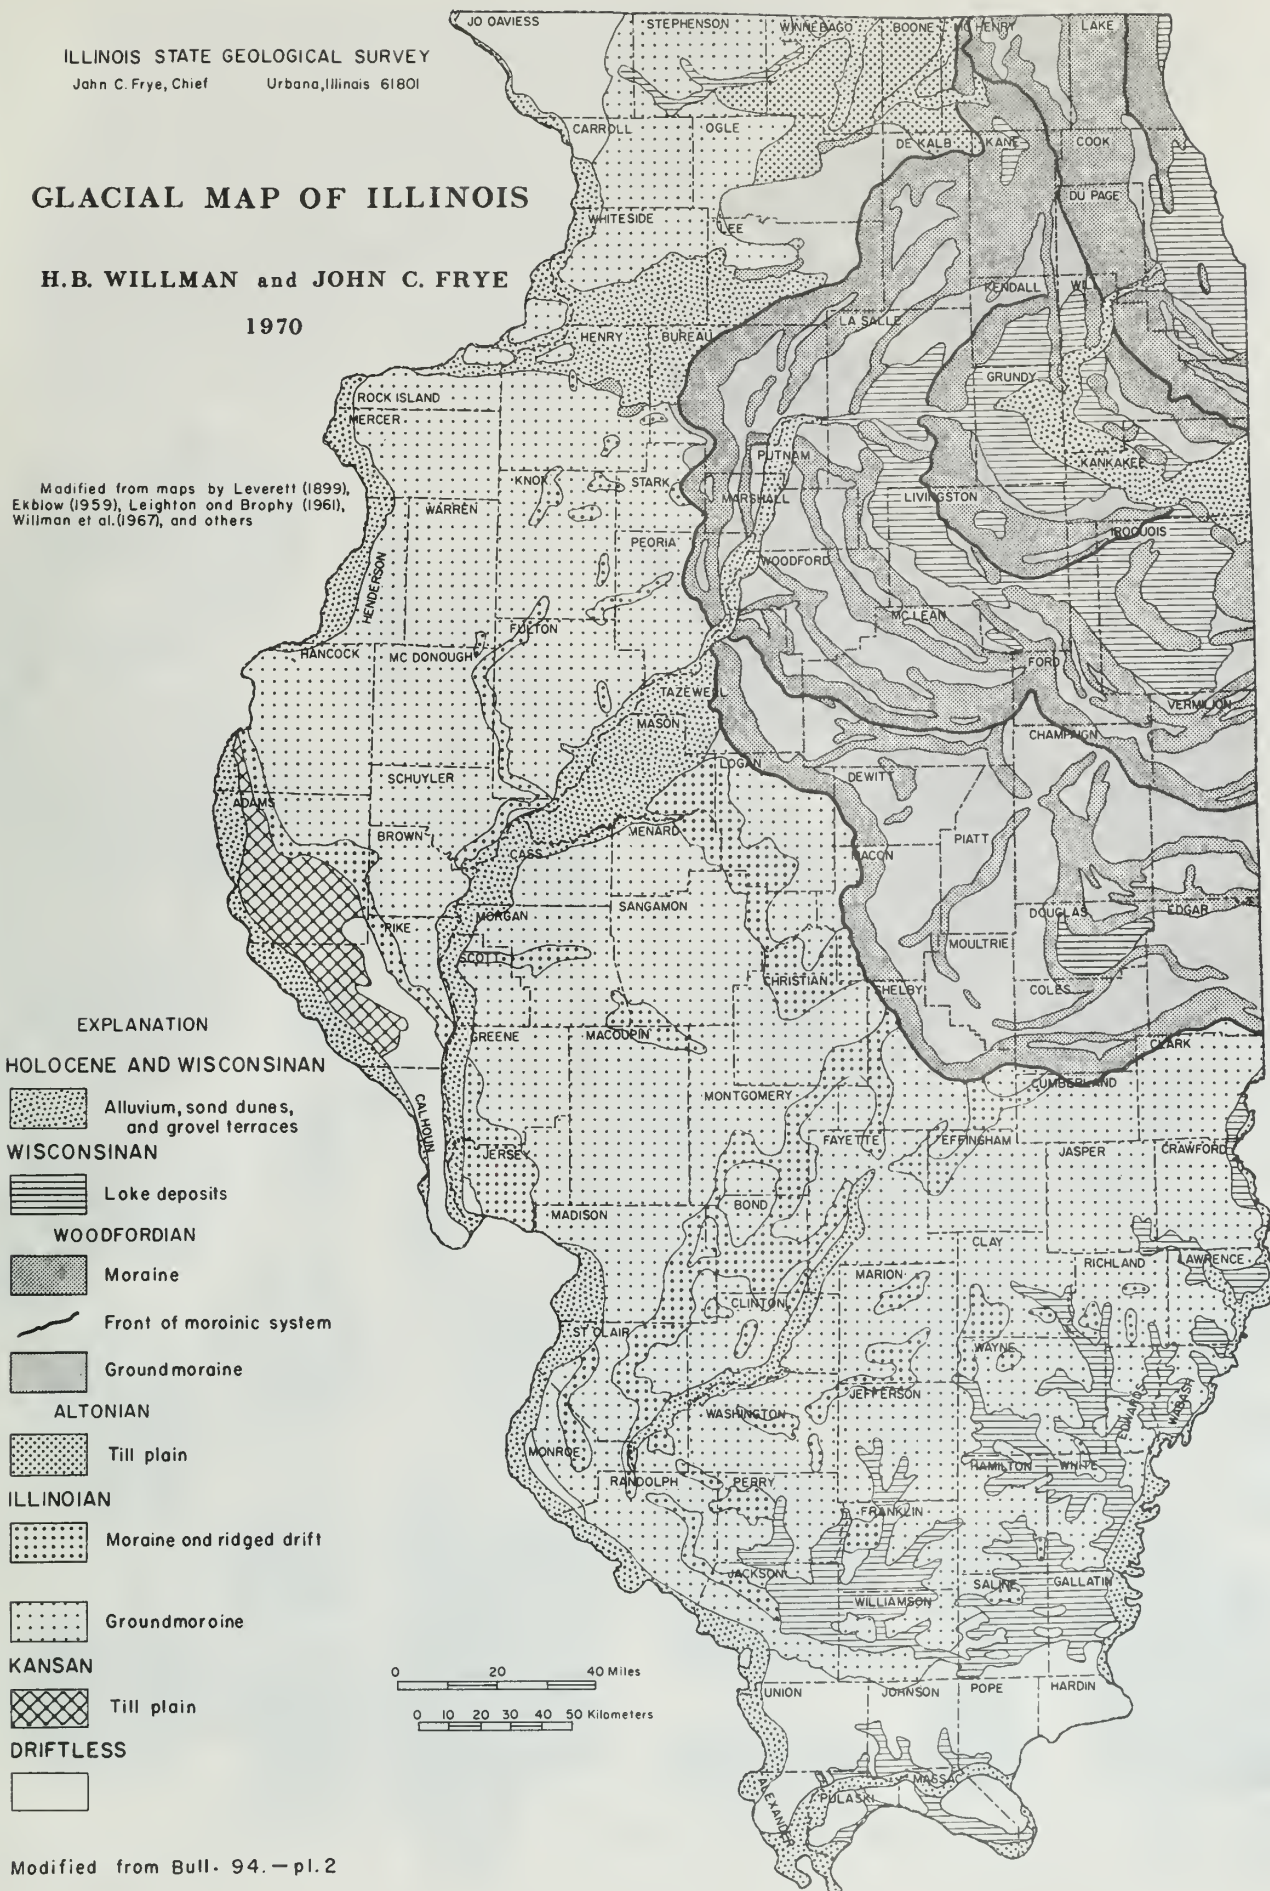 ILLINOIS STATE GEOLOGICAL SURVEY
John C. Frye, Chief Urbana, Illinois 61801
GLACIAL MAP OF ILLINOIS
H.B. WILLMAN and JOHN C. FRYE
1970
Modified from maps by Leverett (1899),
Ekblow (1959), Leighton and Brophy (1961),
Willman et al. (1967), and others
JO DAVIESS
STEPHENSON
WINNEBAGO
BOONE
MC HENRY
LAKE
CARROLL
OGLE
DE KALB
KANE
COOK
DU PAGE
WHITESIDE
LEE
KENDALL
WILL
LA SALLE
HENRY
BUREAU
GRUNDY
ROCK ISLAND
MERCER
PUTNAM
KANKAKEE
KNOX
STARK
MARSHALL
LIVINGSTON
WARREN
IROQUOIS
PEORIA
WOODFORD
HENDERSON
MC LEAN
FULTON
HANCOCK
MC DONOUGH
FORD
TAZEWELL
VERMILION
MASON
CHAMPAIGN
LOGAN
SCHUYLER
DEWITT
ADAMS
BROWN
MENARD
PIATT
CASS
MACON
SANGAMON
MORGAN
DOUGLAS
EDGAR
PIKE
MOULTRIE
SCOTT
CHRISTIAN
SHELBY
COLES
GREENE
MACOUPIN
CLARK
CUMBERLAND
CALHOUN
MONTGOMERY
FAYETTE
EFFINGHAM
JASPER
CRAWFORD
JERSEY
BOND
MADISON
CLAY
RICHLAND
LAWRENCE
MARION
CLINTON
ST CLAIR
WAYNE
JEFFERSON
EDWARDS
WABASH
WASHINGTON
MONROE
HAMILTON
WHITE
RANDOLPH
PERRY
FRANKLIN
JACKSON
SALINE
GALLATIN
WILLIAMSON
UNION
JOHNSON
POPE
HARDIN
MASSAC
PULASKI
ALEXANDER
EXPLANATION
HOLOCENE AND WISCONSINAN
Alluvium, sand dunes,
and gravel terraces
WISCONSINAN
Lake deposits
WOODFORDIAN
Moraine
Front of morainic system
Groundmoraine
ALTONIAN
Till plain
ILLINOIAN
Moraine and ridged drift
Groundmoraine
KANSAN
Till plain
DRIFTLESS
0 20 40 Miles
0 10 20 30 40 50 Kilometers
Modified from Bull. 94.—pl. 2